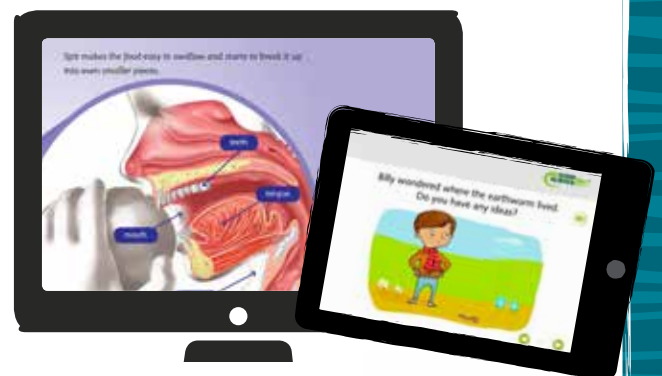 Spit makes the food easy to swallow and starts to break it up
into even smaller pieces.
teeth
tongue
mouth
Billy wondered where the earthworm lived.
Do you have any ideas?